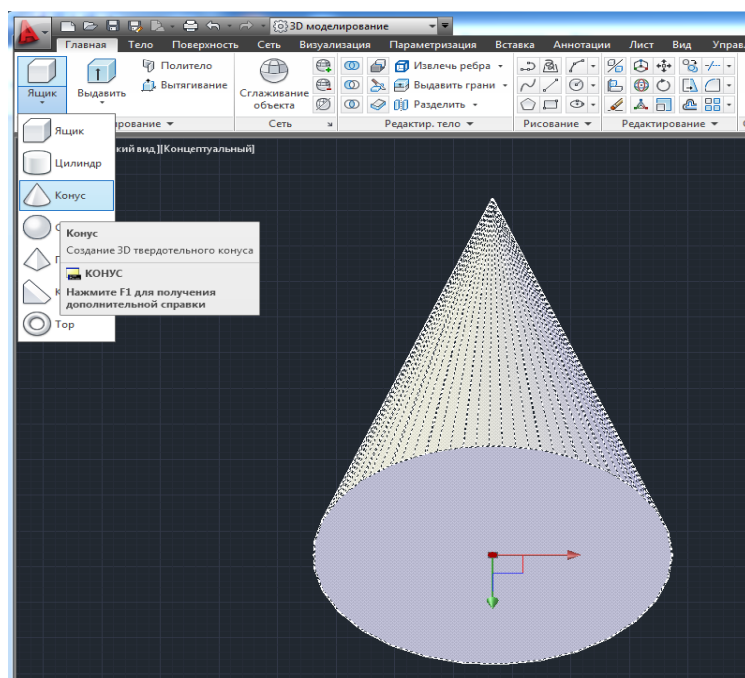 3D моделирование
Главная Тело Поверхность Сеть Визуализация Параметризация Вставка Аннотации Лист Вид Управ
Ящик
Выдавить
Политело
Вытягивание
Сглаживание
объекта
Извлечь ребра
Выдавить грани
Разделить
рование Сеть Редактир. тело Рисование Редактирование
кий вид][Концептуальный]
Ящик
Цилиндр
Конус
Конус
Создание 3D твердотельного конуса
КОНУС
Нажмите F1 для получения
дополнительной справки
Тор